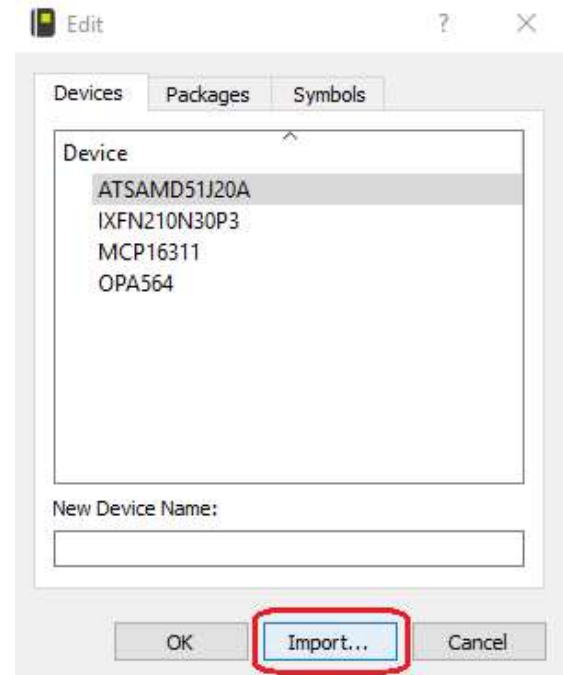 Edit
Devices Packages Symbols
Device
ATSAMD51J20A
IXFN210N30P3
MCP16311
OPA564
New Device Name:
OK Import... Cancel